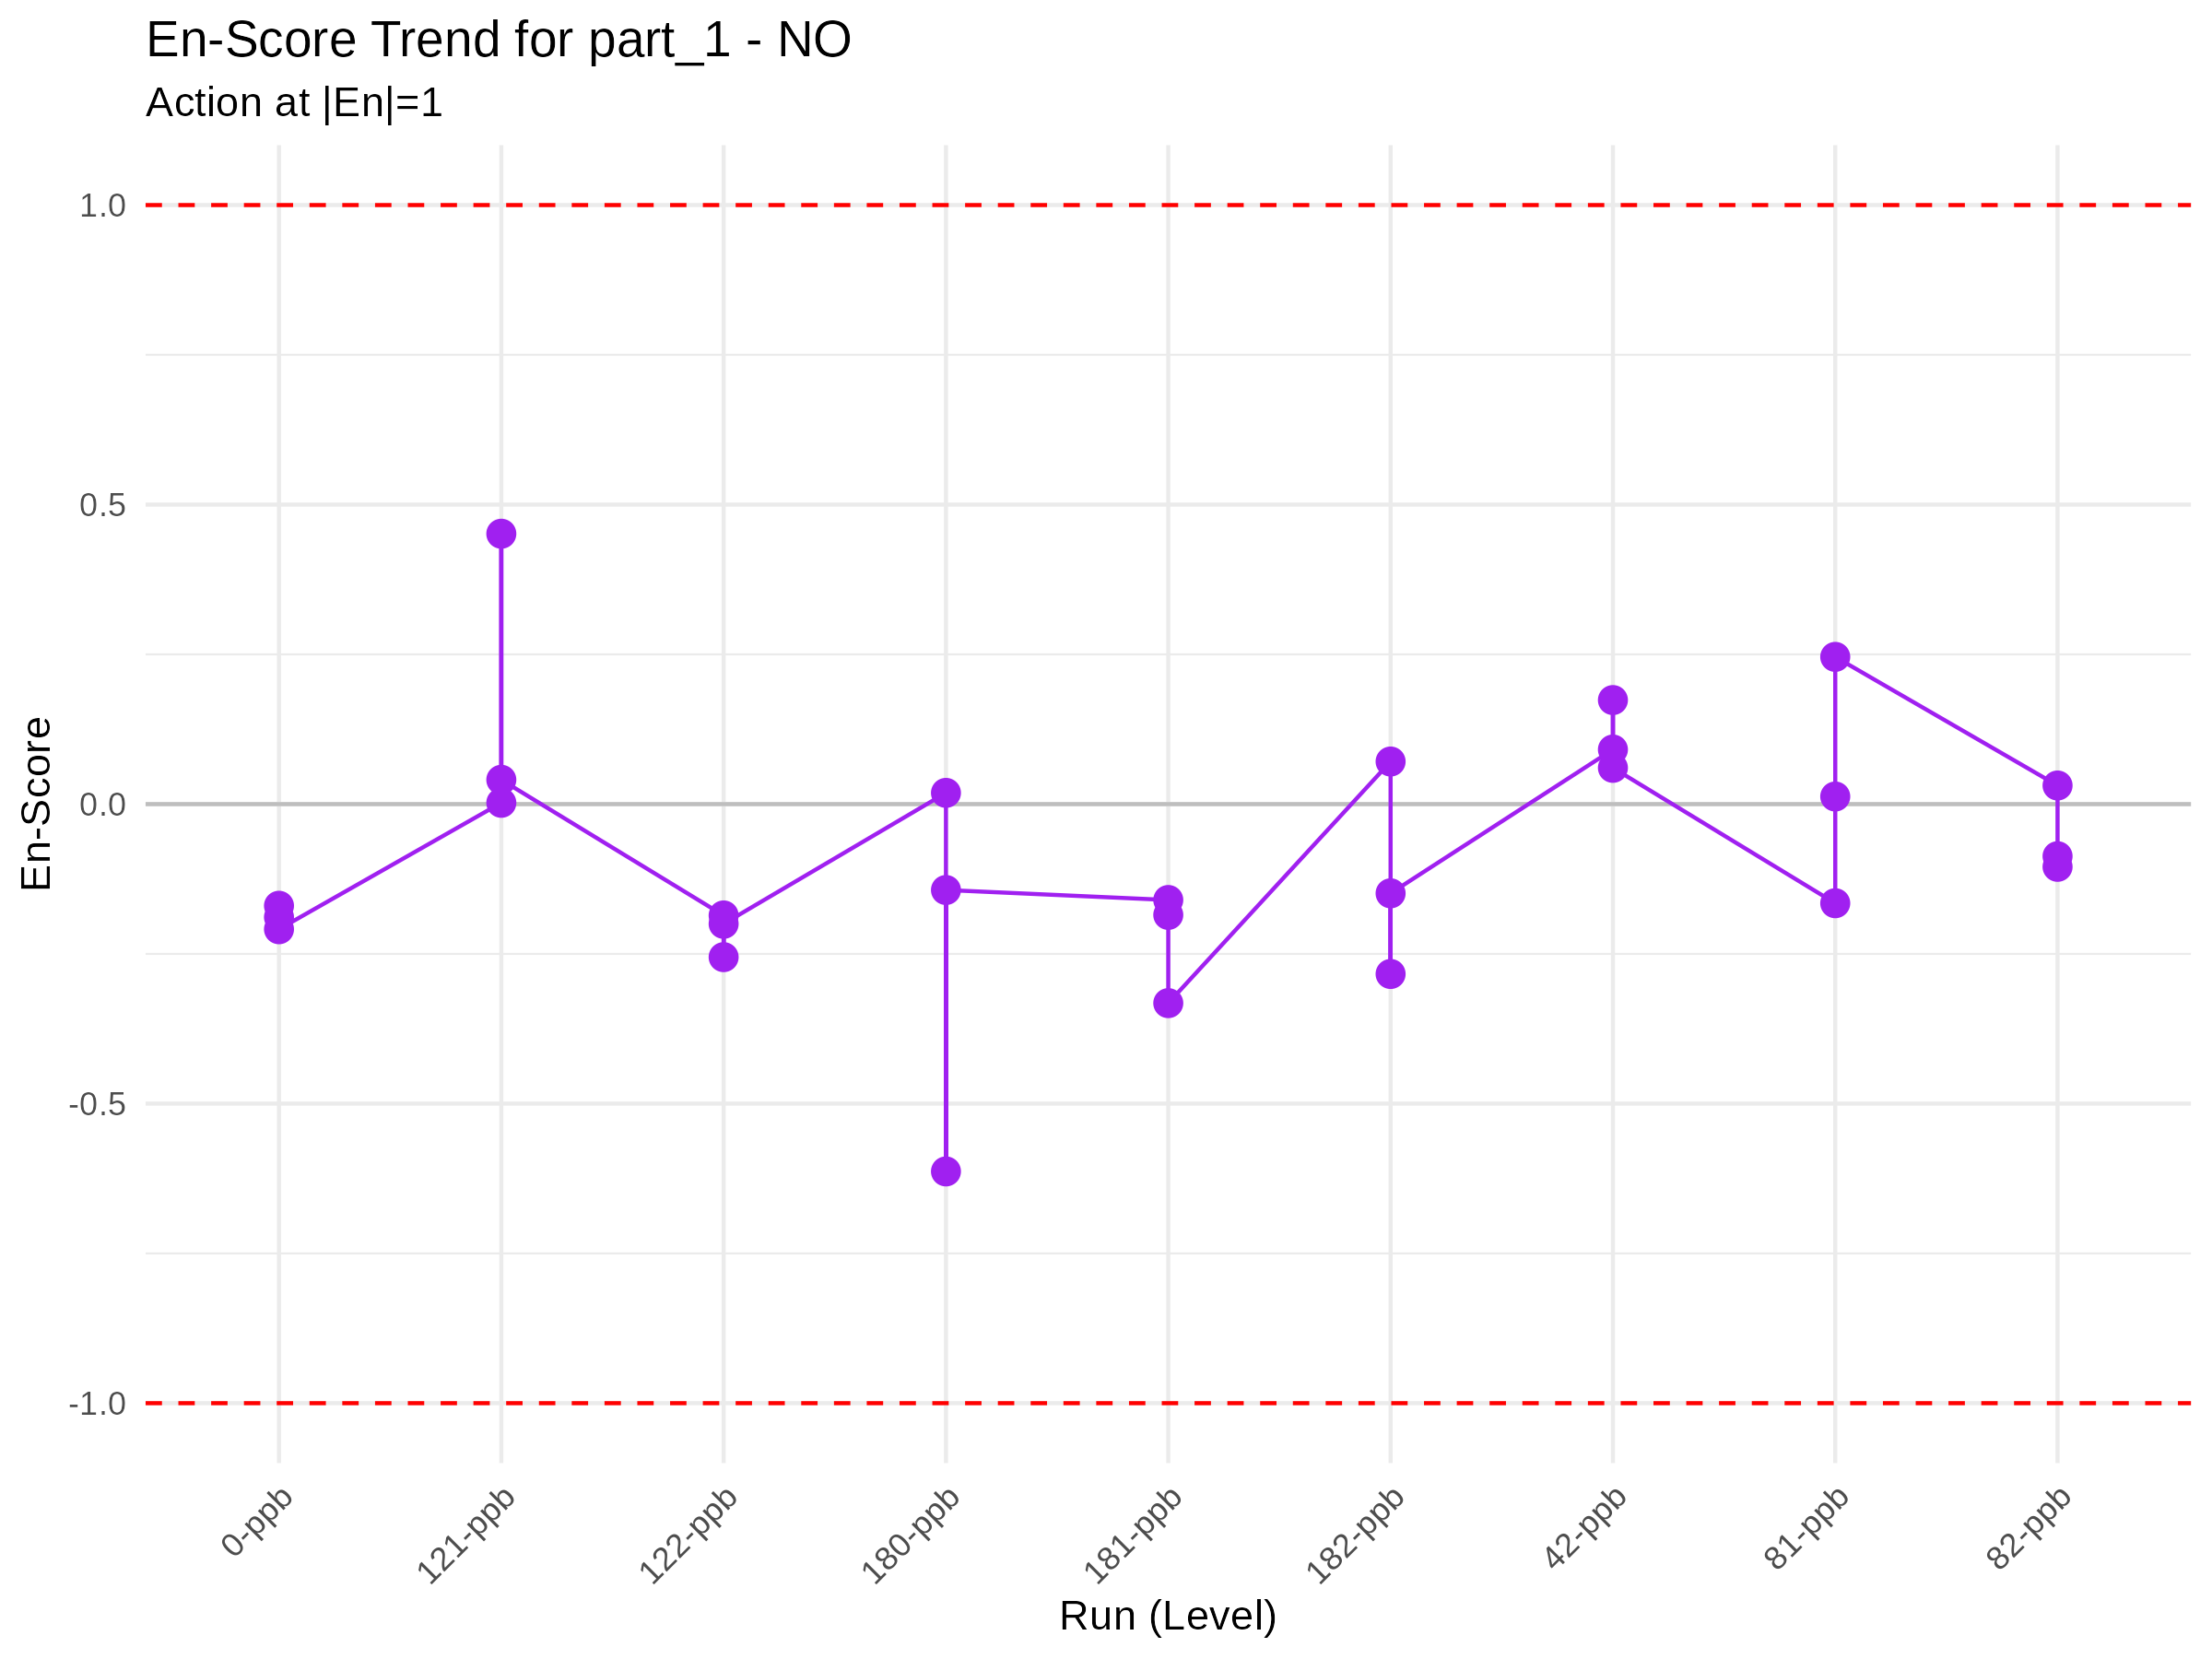 En-Score Trend for part_1 - NO
Action at |En|=1
En-Score
1.0
0.5
0.0
-0.5
-1.0
0-ppb
121-ppb
122-ppb
180-ppb
181-ppb
182-ppb
42-ppb
81-ppb
82-ppb
Run (Level)